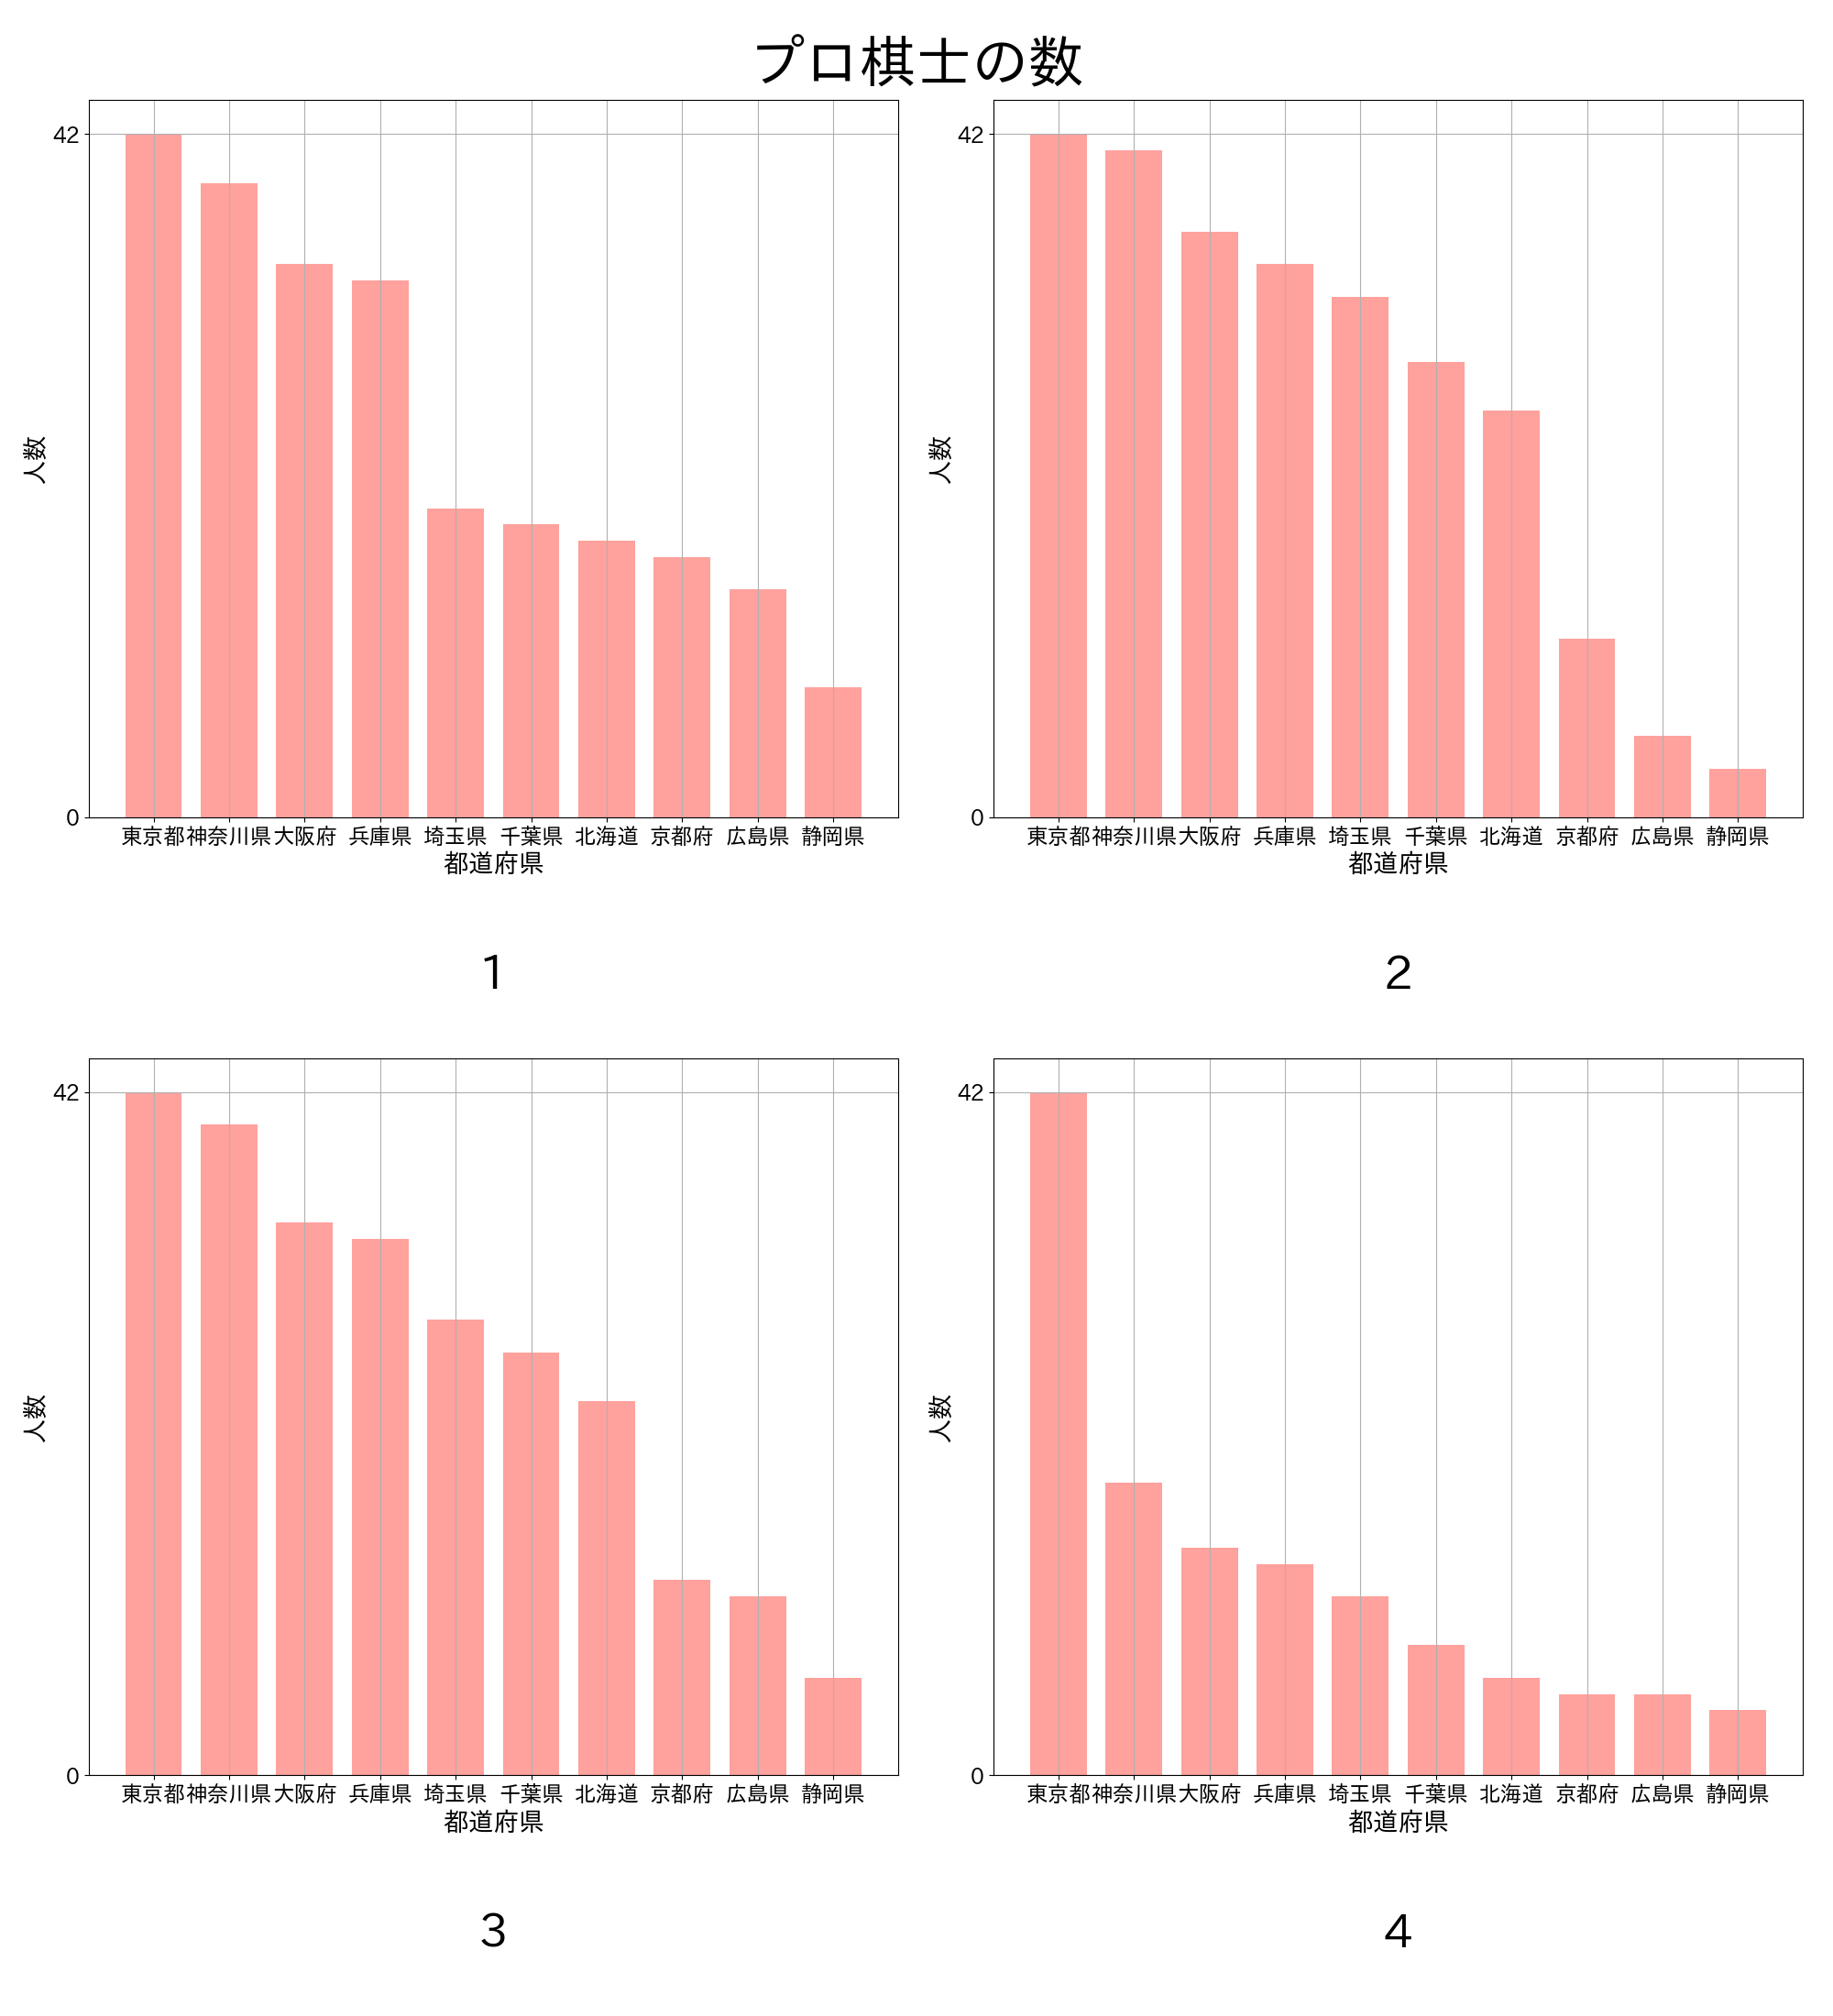 プロ棋士の数
42
0
人数
東京都 神奈川県 大阪府 兵庫県 埼玉県 千葉県 北海道 京都府 広島県 静岡県
都道府県
1
42
0
人数
東京都 神奈川県 大阪府 兵庫県 埼玉県 千葉県 北海道 京都府 広島県 静岡県
都道府県
2
42
0
人数
東京都 神奈川県 大阪府 兵庫県 埼玉県 千葉県 北海道 京都府 広島県 静岡県
都道府県
3
42
0
人数
東京都 神奈川県 大阪府 兵庫県 埼玉県 千葉県 北海道 京都府 広島県 静岡県
都道府県
4